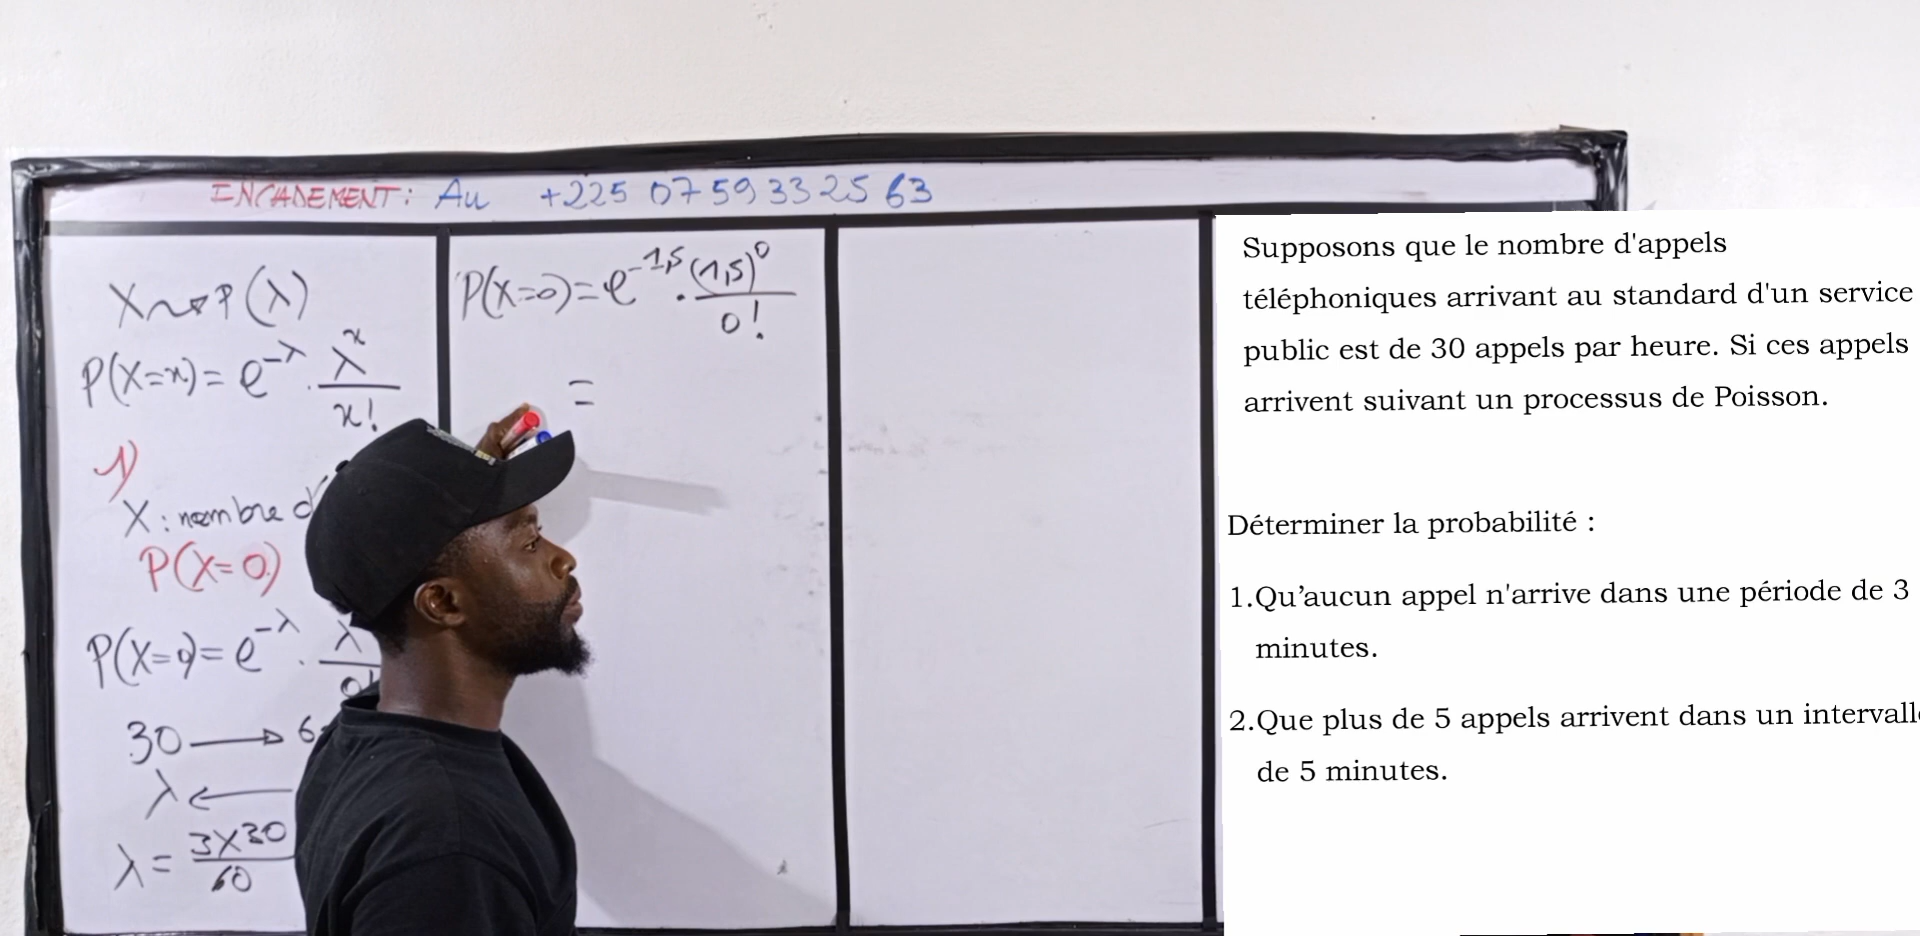 INCADEMENT: Au +225 07 59 33 25 63
X⇝P(λ)
P(X=x)= e^-λ . λ^x / x!
1)
X : nombre d'
P(X=0)
P(X=0)= e^-λ . λ / 0!
30 → 6
λ ←
λ = 3X30 / 60
P(X=0)= e^-1,5 . (1,5)^0 / 0!
=
Supposons que le nombre d'appels
téléphoniques arrivant au standard d'un service
public est de 30 appels par heure. Si ces appels
arrivent suivant un processus de Poisson.
Déterminer la probabilité :
1.Qu’aucun appel n'arrive dans une période de 3
minutes.
2.Que plus de 5 appels arrivent dans un intervalle
de 5 minutes.